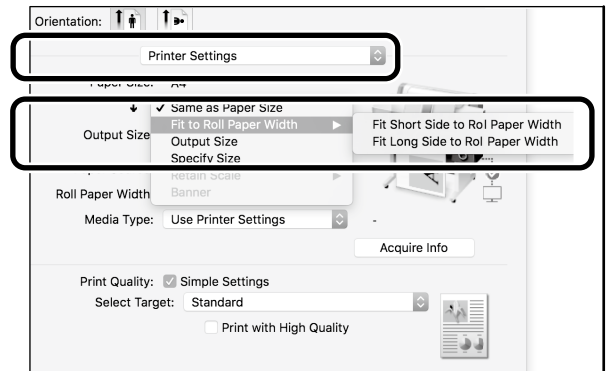 Orientation:
Printer Settings
Paper Size: A4
Same as Paper Size
Fit to Roll Paper Width
Fit Short Side to Rol Paper Width
Output Size
Output Size
Fit Long Side to Rol Paper Width
Specify Size
Retain Scale
Roll Paper Width
Banner
Media Type: Use Printer Settings
-
Acquire Info
Print Quality: Simple Settings
Select Target: Standard
Print with High Quality